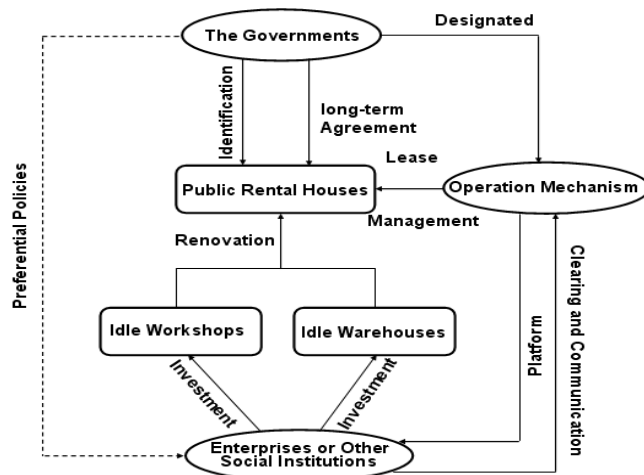 Designated
The Governments
Identification
long-term
Agreement
Lease
Public Rental Houses
Operation Mechanism
Management
Renovation
Preferential Policies
Idle Workshops
Idle Warehouses
Platform
Clearing and Communication
Investment
Investment
Enterprises or Other
Social Institutions